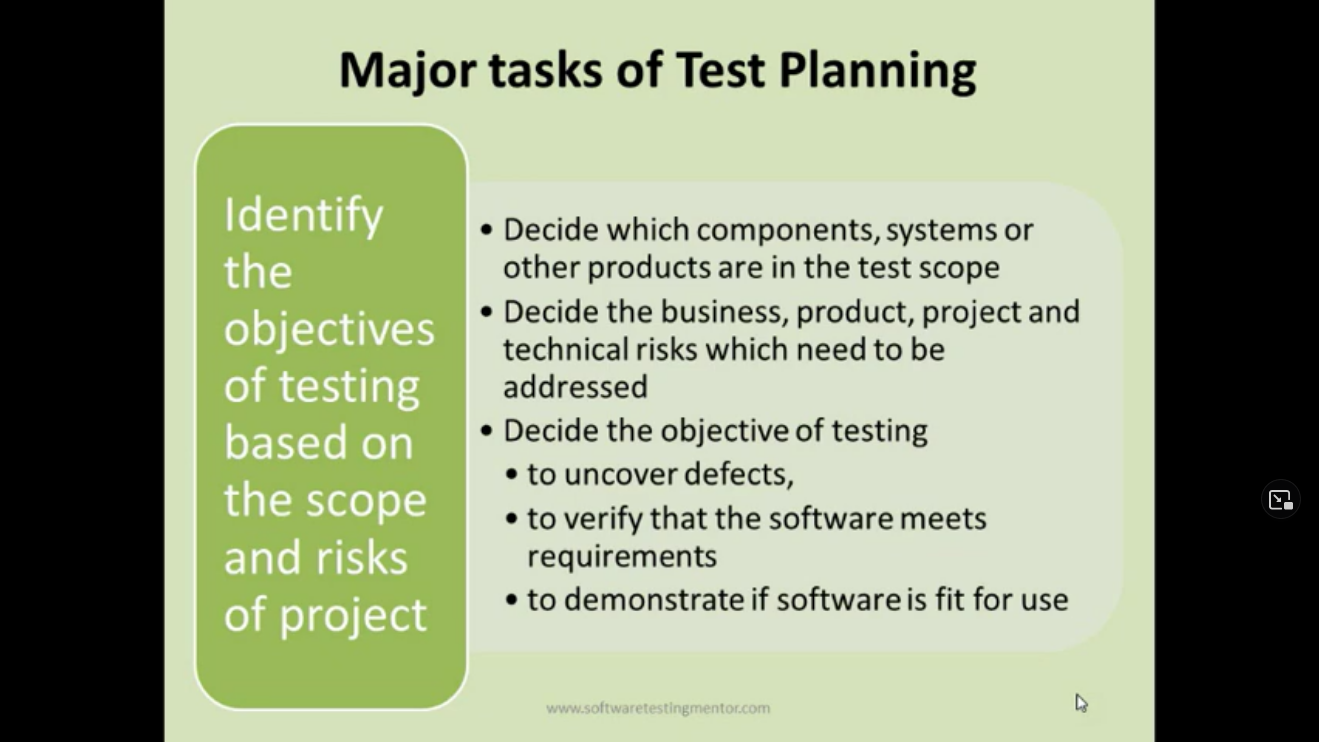 Major tasks of Test Planning
Identify
the
objectives
of testing
based on
the scope
and risks
of project
• Decide which components, systems or
other products are in the test scope
• Decide the business, product, project and
technical risks which need to be
addressed
• Decide the objective of testing
• to uncover defects,
• to verify that the software meets
requirements
• to demonstrate if software is fit for use
www.softwaretestingmentor.com